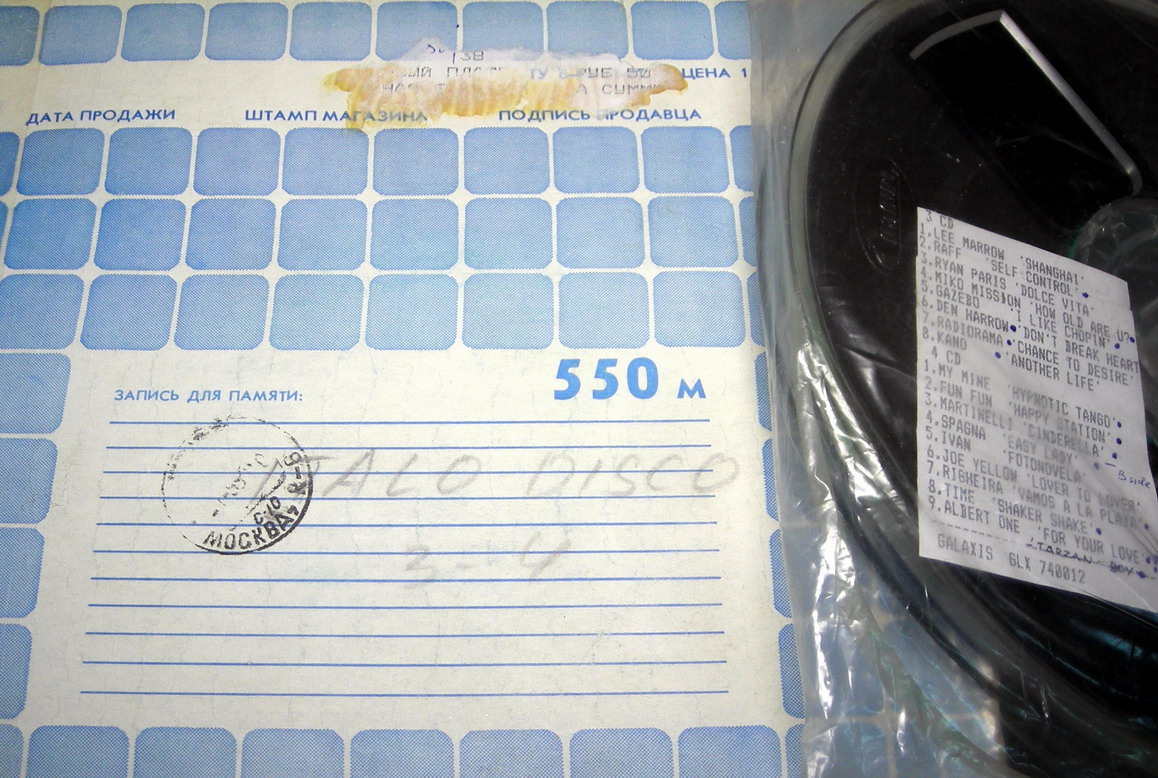 ЦЕНА 1
ДАТА ПРОДАЖИ ШТАМП МАГАЗИНА ПОДПИСЬ ПРОДАВЦА
550 м
ЗАПИСЬ ДЛЯ ПАМЯТИ:
ITALO DISCO
3-4
МОСКВА
3 CD
1.LEE MARROW 'SHANGHAI'
2.RAFF 'SELF CONTROL'
3.RYAN PARIS 'DOLCE VITA'
4.MIKO MISSION 'HOW OLD ARE U?
5.GAZEBO 'I LIKE CHOPIN'
6.DEN HARROW 'DON'T BREAK HEART
7.RADIORAMA 'CHANCE TO DESIRE'
8.KANO 'ANOTHER LIFE'
4 CD
1.MY MINE 'HYPNOTIC TANGO'
2.FUN FUN 'HAPPY STATION'
3.MARTINELLI 'CINDERELLA'
4.SPAGNA 'EASY LADY'
5.IVAN 'FOTONOVELA'
B side
6.JOE YELLOW 'LOVER TO LOVER'
7.RIGHEIRA 'VAMOS A LA PLAYA'
8.TIME 'SHAKER SHAKE'
9.ALBERT ONE 'FOR YOUR LOVE'
-TARZAN BOY
GALAXIS GLX 740012